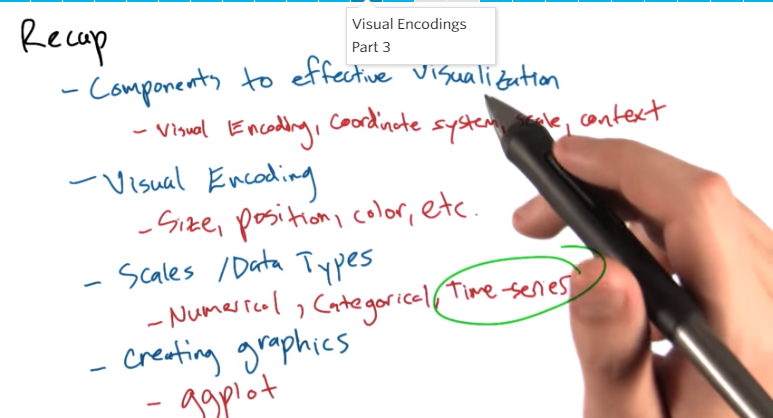 Visual Encodings
Part 3
Recap
- Components to effective visualization
- Visual Encoding, Coordinate system, scale, context
- Visual Encoding
- Size, position, color, etc.
- Scales / Data Types
- Numerical, Categorical, Time-series
- Creating graphics
- ggplot